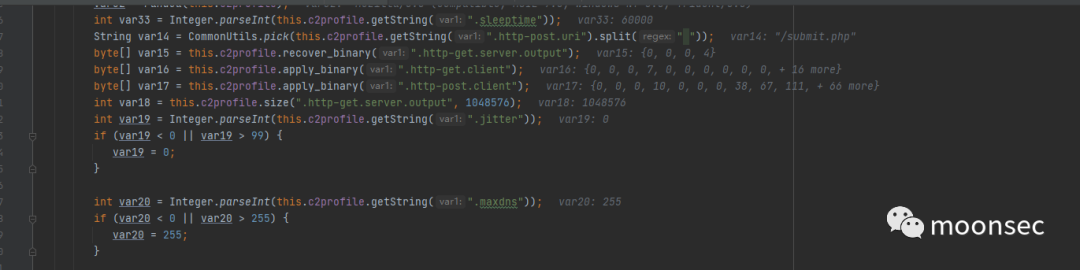 int var33 = Integer.parseInt(this.c2profile.getString( var1: ".sleeptime"));   var33: 60000
String var14 = CommonUtils.pick(this.c2profile.getString( var1: ".http-post.uri").split( regex: " "));   var14: "/submit.php"
byte[] var15 = this.c2profile.recover_binary( var1: ".http-get.server.output");   var15: {0, 0, 0, 4}
byte[] var16 = this.c2profile.apply_binary( var1: ".http-get.client");   var16: {0, 0, 0, 7, 0, 0, 0, 0, 0, 0, + 16 more}
byte[] var17 = this.c2profile.apply_binary( var1: ".http-post.client");   var17: {0, 0, 0, 10, 0, 0, 0, 38, 67, 111, + 66 more}
int var18 = this.c2profile.size(".http-get.server.output", 1048576);   var18: 1048576
int var19 = Integer.parseInt(this.c2profile.getString( var1: ".jitter"));   var19: 0
if (var19 < 0 || var19 > 99) {
var19 = 0;
}
int var20 = Integer.parseInt(this.c2profile.getString( var1: ".maxdns"));   var20: 255
if (var20 < 0 || var20 > 255) {
var20 = 255;
}
moonsec